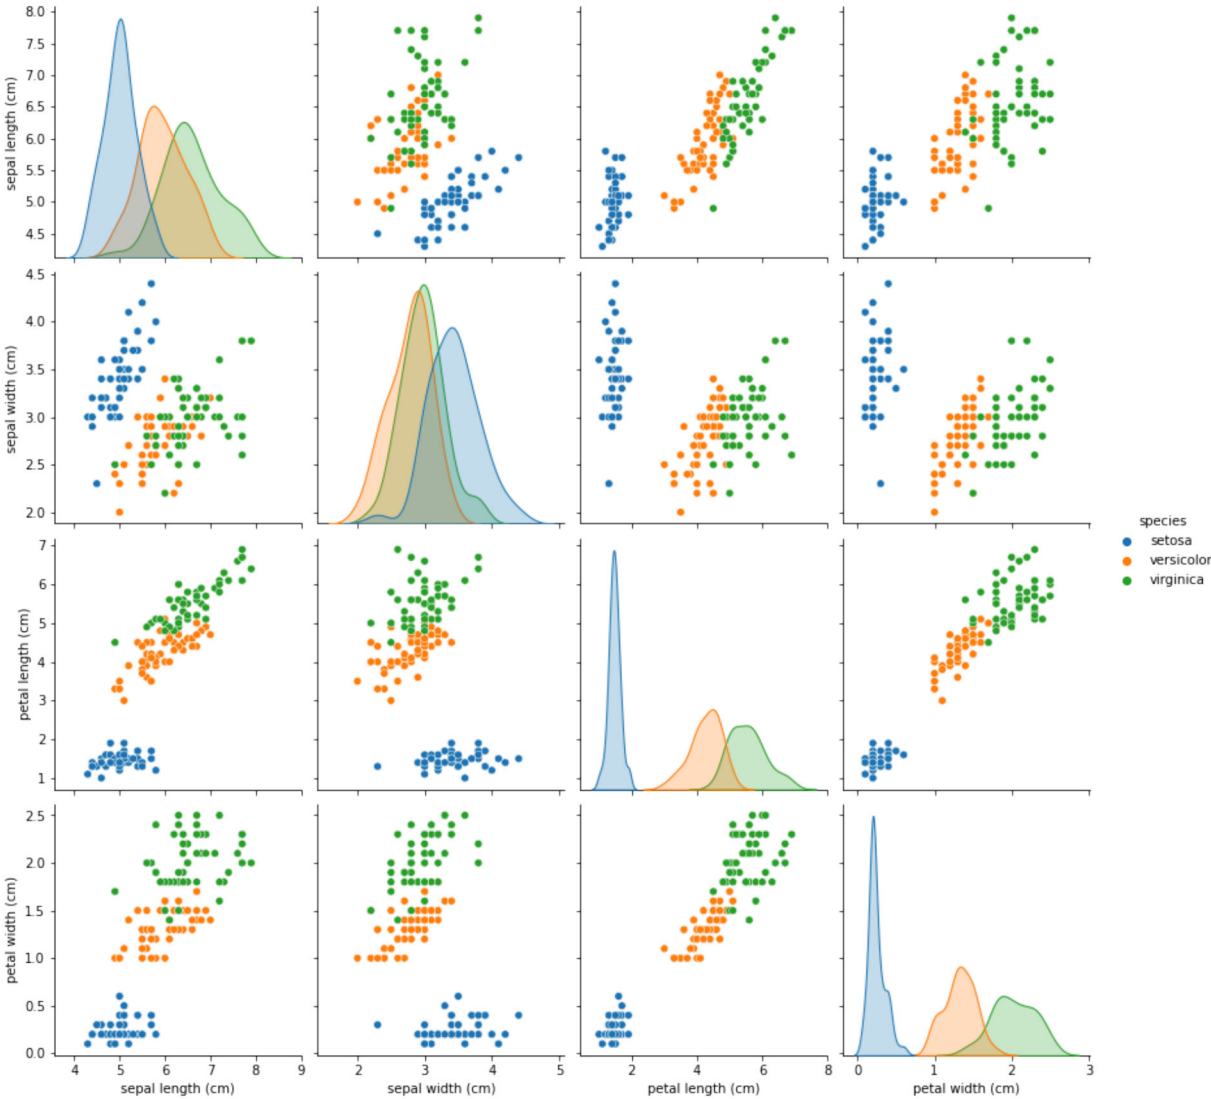 8.0
7.5
7.0
6.5
6.0
5.5
5.0
4.5
sepal length (cm)
4.5
4.0
3.5
3.0
2.5
2.0
sepal width (cm)
species
setosa
versicolor
virginica
7
6
5
4
3
2
1
petal length (cm)
2.5
2.0
1.5
1.0
0.5
0.0
petal width (cm)
4 5 6 7 8 9
2 3 4 5
2 4 6 8
0 1 2 3
sepal length (cm)
sepal width (cm)
petal length (cm)
petal width (cm)